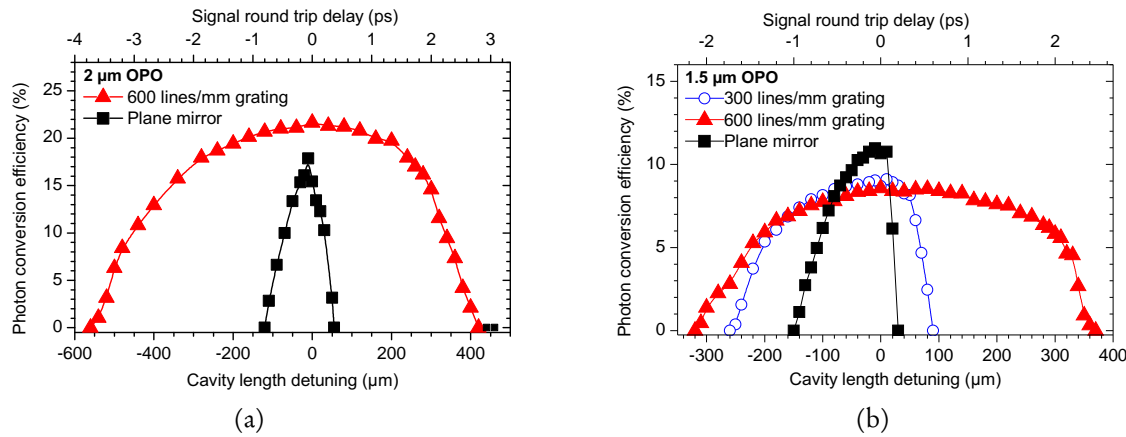 Signal round trip delay (ps)
-4 -3 -2 -1 0 1 2 3
2 µm OPO
600 lines/mm grating
Plane mirror
Photon conversion efficiency (%)
25
20
15
10
5
0
-600 -400 -200 0 200 400
Cavity length detuning (µm)
(a)
Signal round trip delay (ps)
-2 -1 0 1 2
1.5 µm OPO
300 lines/mm grating
600 lines/mm grating
Plane mirror
Photon conversion efficiency (%)
15
10
5
0
-300 -200 -100 0 100 200 300 400
Cavity length detuning (µm)
(b)